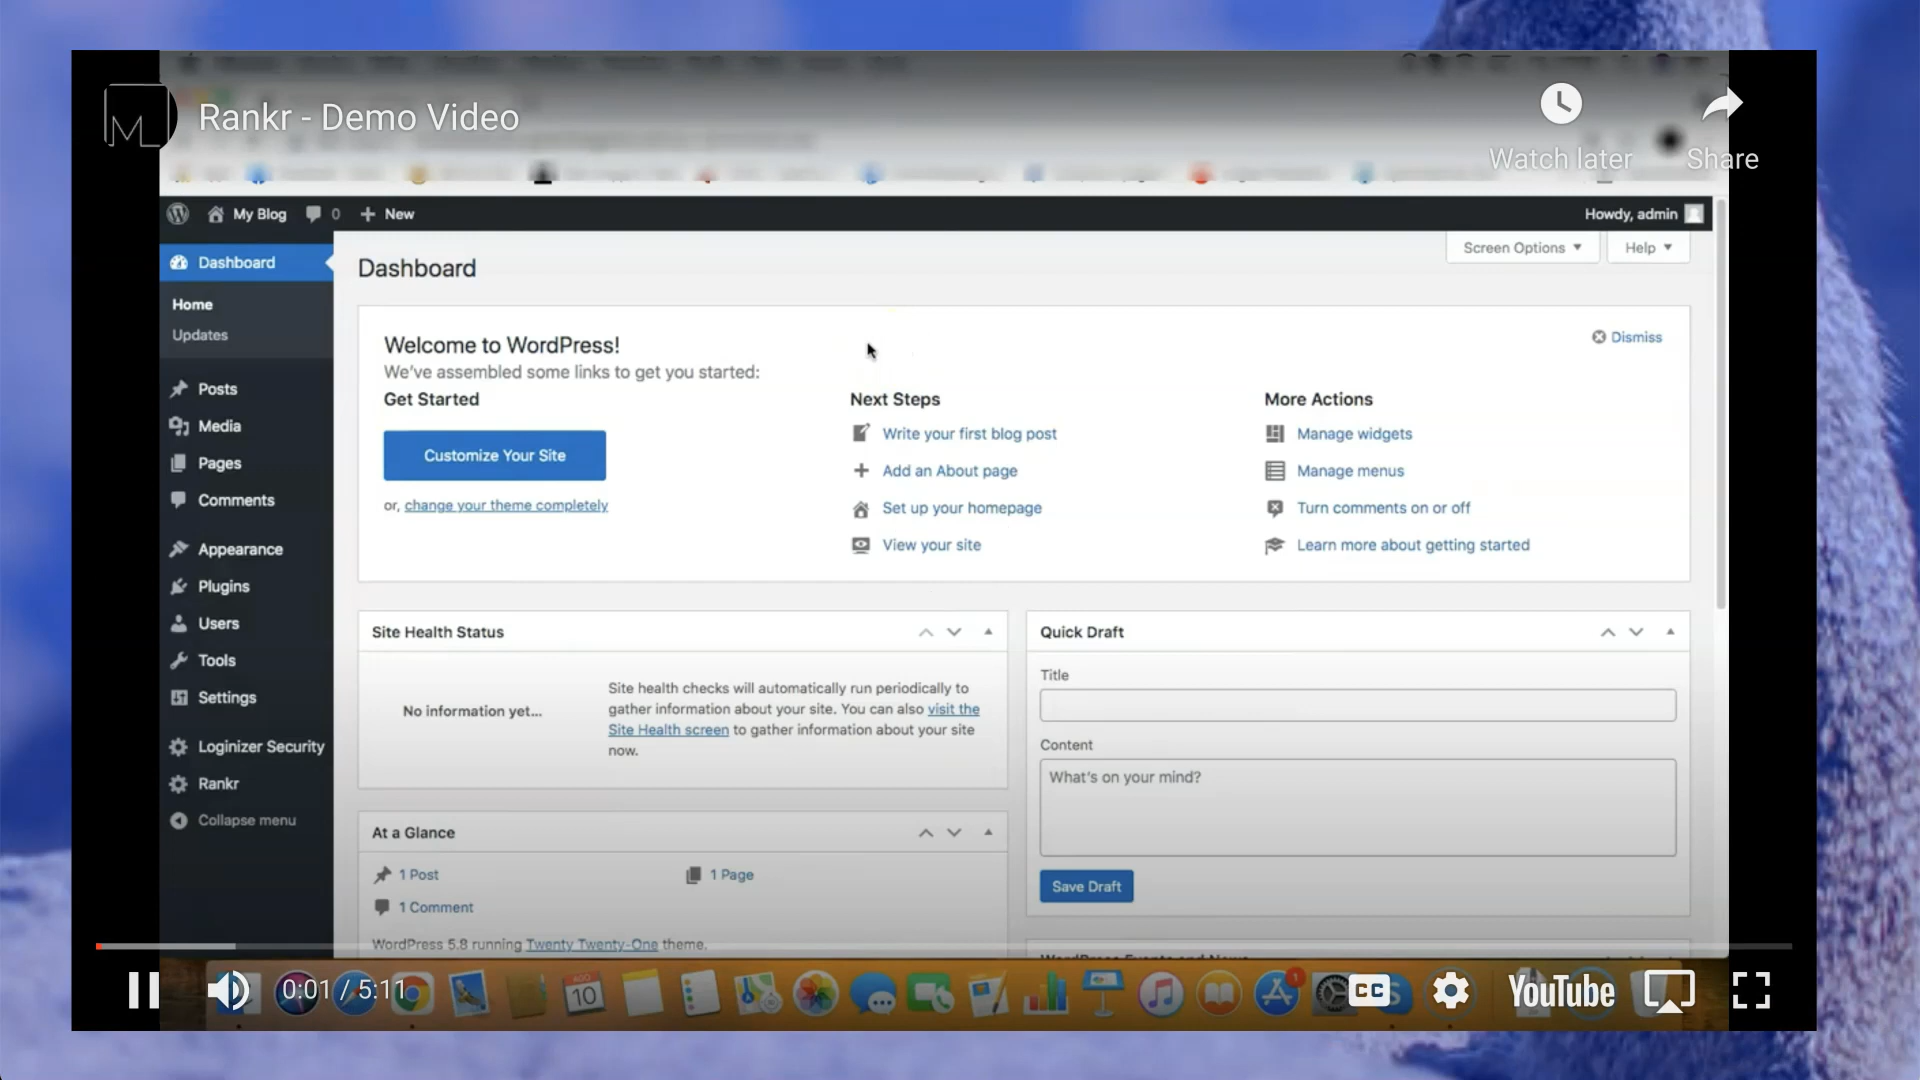 Rankr - Demo Video
Watch later
Share
My Blog
0
New
Howdy, admin
Dashboard
Home
Updates
Posts
Media
Pages
Comments
Appearance
Plugins
Users
Tools
Settings
Loginizer Security
Rankr
Collapse menu
Screen Options
Help
Dashboard
Welcome to WordPress!
We've assembled some links to get you started:
Dismiss
Get Started
Customize Your Site
or, change your theme completely
Next Steps
Write your first blog post
Add an About page
Set up your homepage
View your site
More Actions
Manage widgets
Manage menus
Turn comments on or off
Learn more about getting started
Site Health Status
No information yet...
Site health checks will automatically run periodically to
gather information about your site. You can also visit the
Site Health screen to gather information about your site
now.
At a Glance
1 Post
1 Page
1 Comment
WordPress 5.8 running Twenty Twenty-One theme.
Quick Draft
Title
Content
What's on your mind?
Save Draft
WordPress Events and News
0:01 / 5:11
AGO
10
1
CC
YouTube